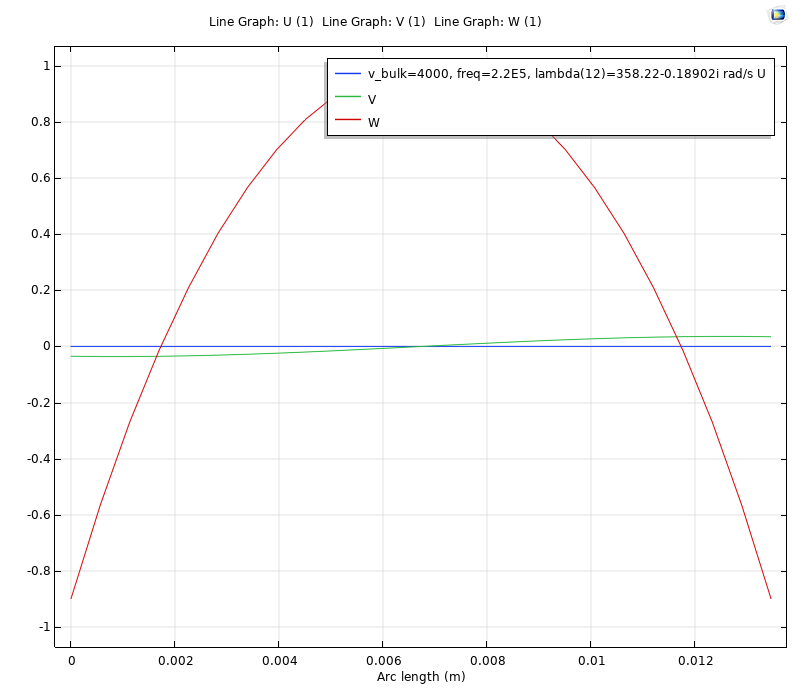 Line Graph: U (1)  Line Graph: V (1)  Line Graph: W (1)
v_bulk=4000, freq=2.2E5, lambda(12)=358.22-0.18902i rad/s U
V
W
1
0.8
0.6
0.4
0.2
0
-0.2
-0.4
-0.6
-0.8
-1
0 0.002 0.004 0.006 0.008 0.01 0.012
Arc length (m)